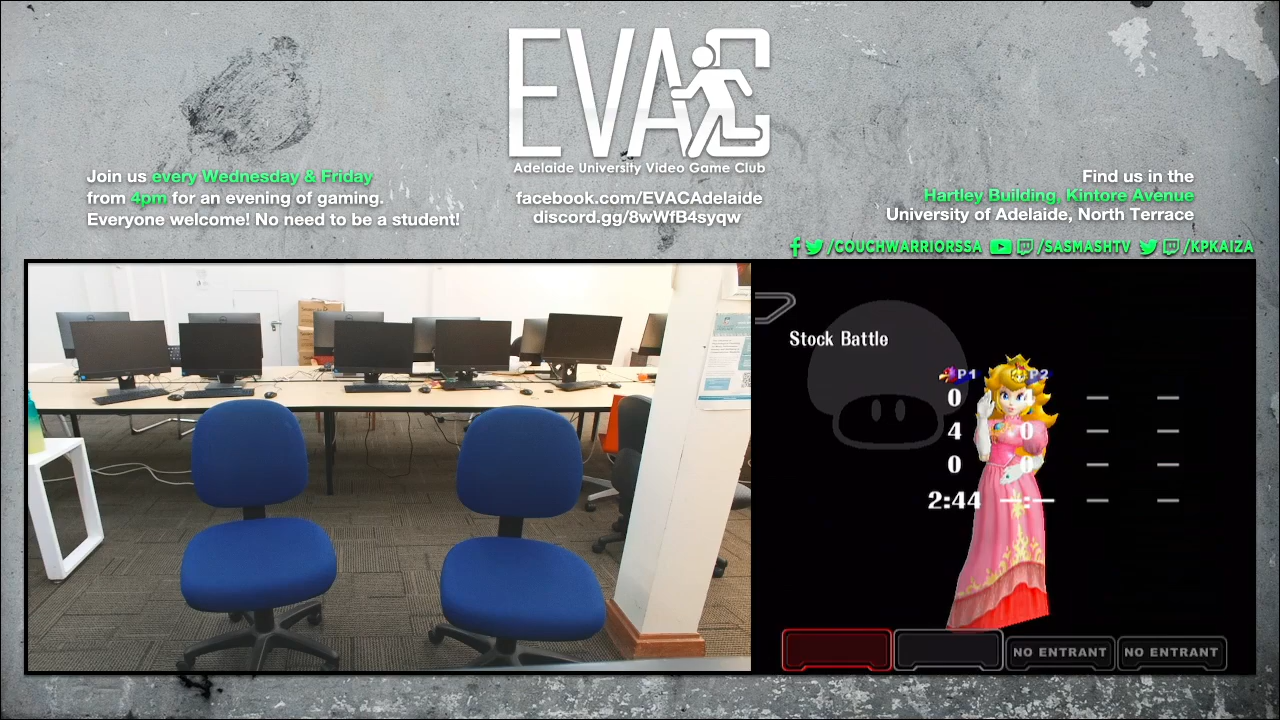 EVAC
Adelaide University Video Game Club
Join us every Wednesday & Friday
from 4pm for an evening of gaming.
Everyone welcome! No need to be a student!
facebook.com/EVACAdelaide
discord.gg/8wWfB4syqw
Find us in the
Hartley Building, Kintore Avenue
University of Adelaide, North Terrace
/COUCHWARRIORSSA /SASMASHTV /KPKAIZA
Stock Battle
P1 P2
0
4 0
0 0
2:44 –:–
NO ENTRANT NO ENTRANT